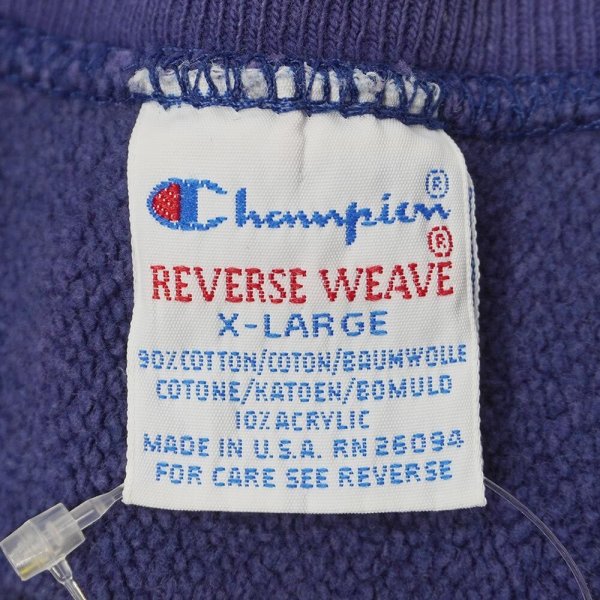 Champion®
REVERSE WEAVE®
X-LARGE
90% COTTON/COTON/BAUMWOLLE
COTONE/KATOEN/BOMULD
10% ACRYLIC
MADE IN U.S.A. RN 26094
FOR CARE SEE REVERSE